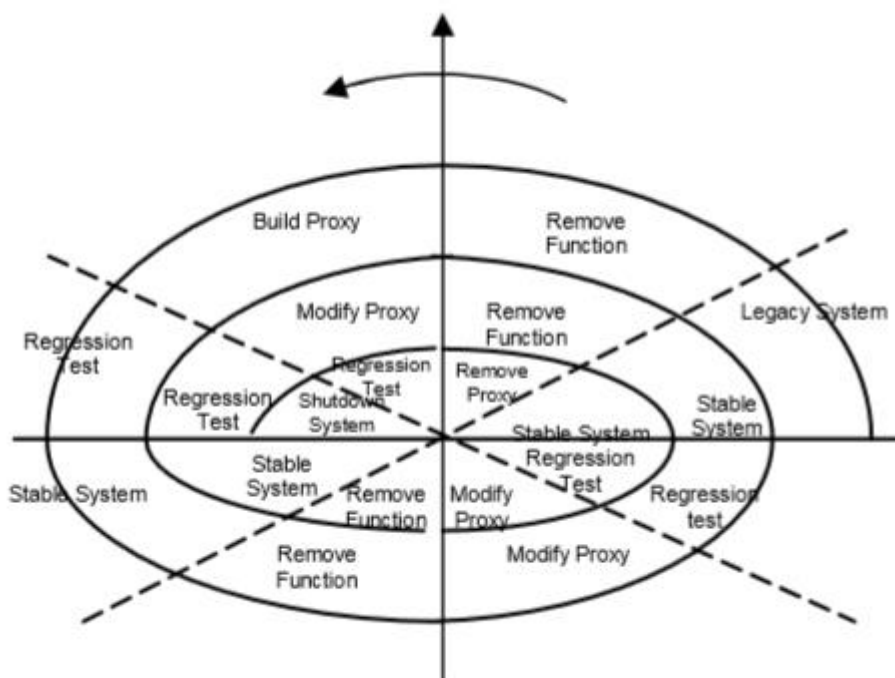 Build Proxy
Remove
Function
Modify Proxy
Remove
Function
Legacy System
Regression
Test
Regression
Test
Remove
Proxy
Regression
Test
Shutdown
System
Stable
System
Stable System
Regression
Test
Stable System
Stable
System
Remove
Function
Modify
Proxy
Regression
test
Remove
Function
Modify Proxy